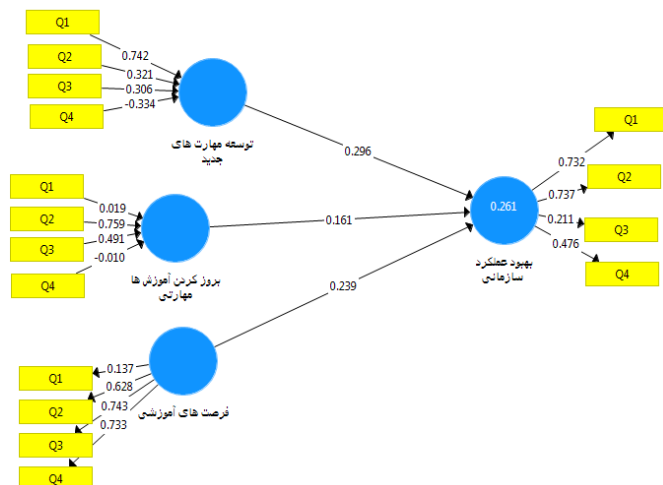 Q1
Q2
Q3
Q4
0.742
0.321
0.306
-0.334
توسعه مهارت های
جدید
0.296
Q1
Q2
Q3
Q4
0.019
0.759
0.491
-0.010
بروز کردن آموزش ها
مهارتی
0.161
Q1
Q2
Q3
Q4
0.137
0.628
0.743
0.733
فرصت های آموزشی
0.239
0.261
بهبود عملکرد
سازمانی
0.732
0.737
0.211
0.476
Q1
Q2
Q3
Q4